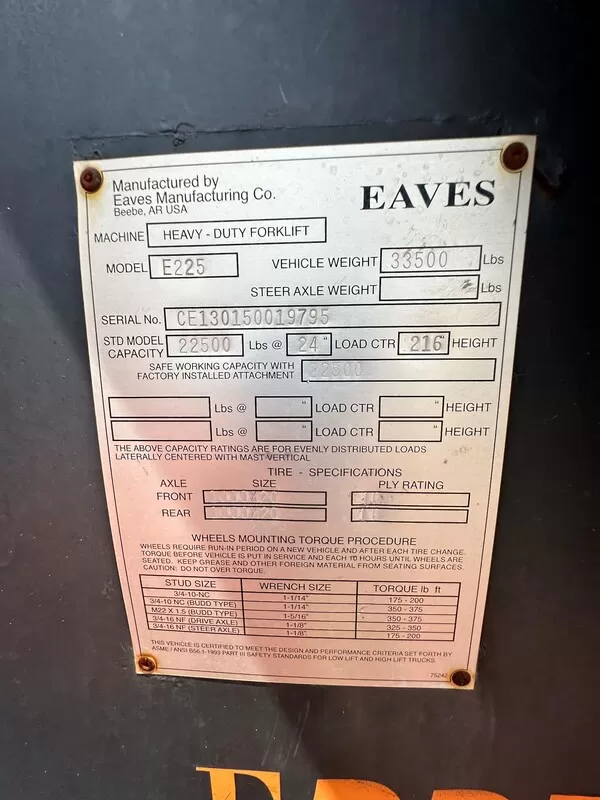 Manufactured by
Eaves Manufacturing Co.
Beebe, AR USA
EAVES
MACHINE HEAVY - DUTY FORKLIFT
MODEL E225 VEHICLE WEIGHT 33500 Lbs
STEER AXLE WEIGHT Lbs
SERIAL No. CE130150019795
STD MODEL CAPACITY 22500 Lbs @ 24" LOAD CTR 216" HEIGHT
SAFE WORKING CAPACITY WITH
FACTORY INSTALLED ATTACHMENT 22500
Lbs @ " LOAD CTR " HEIGHT
Lbs @ " LOAD CTR " HEIGHT
THE ABOVE CAPACITY RATINGS ARE FOR EVENLY DISTRIBUTED LOADS
LATERALLY CENTERED WITH MAST VERTICAL
TIRE - SPECIFICATIONS
AXLE SIZE PLY RATING
FRONT
REAR
WHEELS MOUNTING TORQUE PROCEDURE
WHEELS REQUIRE RUN-IN PERIOD ON A NEW VEHICLE AND AFTER EACH TIRE CHANGE.
TORQUE BEFORE VEHICLE IS PUT IN SERVICE AND EACH 10 HOURS UNTIL WHEELS ARE
SEATED. KEEP GREASE AND OTHER FOREIGN MATERIAL FROM SEATING SURFACES.
CAUTION: DO NOT OVER TORQUE.
STUD SIZE WRENCH SIZE TORQUE lb ft
3/4-10-NC 1-1/14" 175 - 200
3/4-10 NC (BUDD TYPE) 1-1/14" 350 - 375
M22 X 1.5 (BUDD TYPE) 1-5/16" 350 - 375
3/4-16 NF (DRIVE AXLE) 1-1/8" 325 - 350
3/4-16 NF (STEER AXLE) 1-1/8" 175 - 200
THIS VEHICLE IS CERTIFIED TO MEET THE DESIGN AND PERFORMANCE CRITERIA SET FORTH BY
ASME / ANSI B56.1-1993 PART III SAFETY STANDARDS FOR LOW LIFT AND HIGH LIFT TRUCKS.
75242